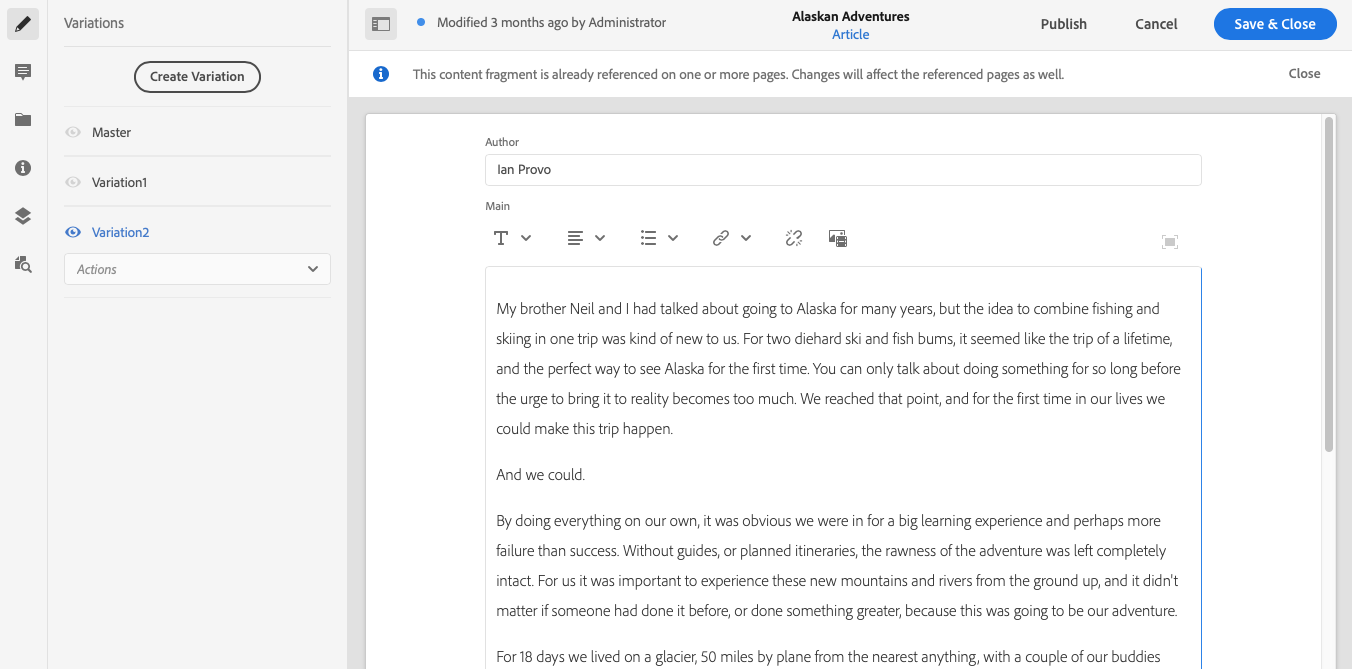 Variations
Create Variation
Master
Variation1
Variation2
Actions
Modified 3 months ago by Administrator
Alaskan Adventures
Article
Publish
Cancel
Save & Close
This content fragment is already referenced on one or more pages. Changes will affect the referenced pages as well.
Close
Author
Ian Provo
Main
My brother Neil and I had talked about going to Alaska for many years, but the idea to combine fishing and
skiing in one trip was kind of new to us. For two diehard ski and fish bums, it seemed like the trip of a lifetime,
and the perfect way to see Alaska for the first time. You can only talk about doing something for so long before
the urge to bring it to reality becomes too much. We reached that point, and for the first time in our lives we
could make this trip happen.
And we could.
By doing everything on our own, it was obvious we were in for a big learning experience and perhaps more
failure than success. Without guides, or planned itineraries, the rawness of the adventure was left completely
intact. For us it was important to experience these new mountains and rivers from the ground up, and it didn't
matter if someone had done it before, or done something greater, because this was going to be our adventure.
For 18 days we lived on a glacier, 50 miles by plane from the nearest anything, with a couple of our buddies